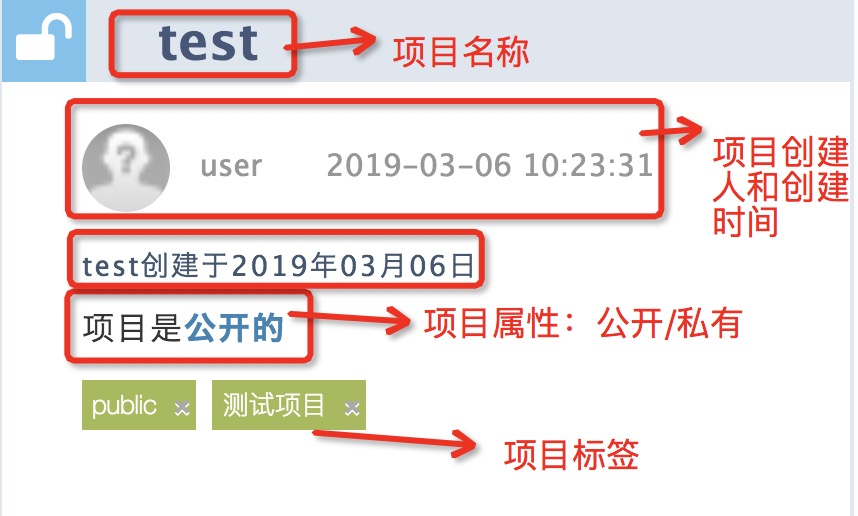 test
项目名称
user 2019-03-06 10:23:31
项目创建
人和创建
时间
test创建于2019年03月06日
项目是公开的
项目属性：公开/私有
public 测试项目
项目标签